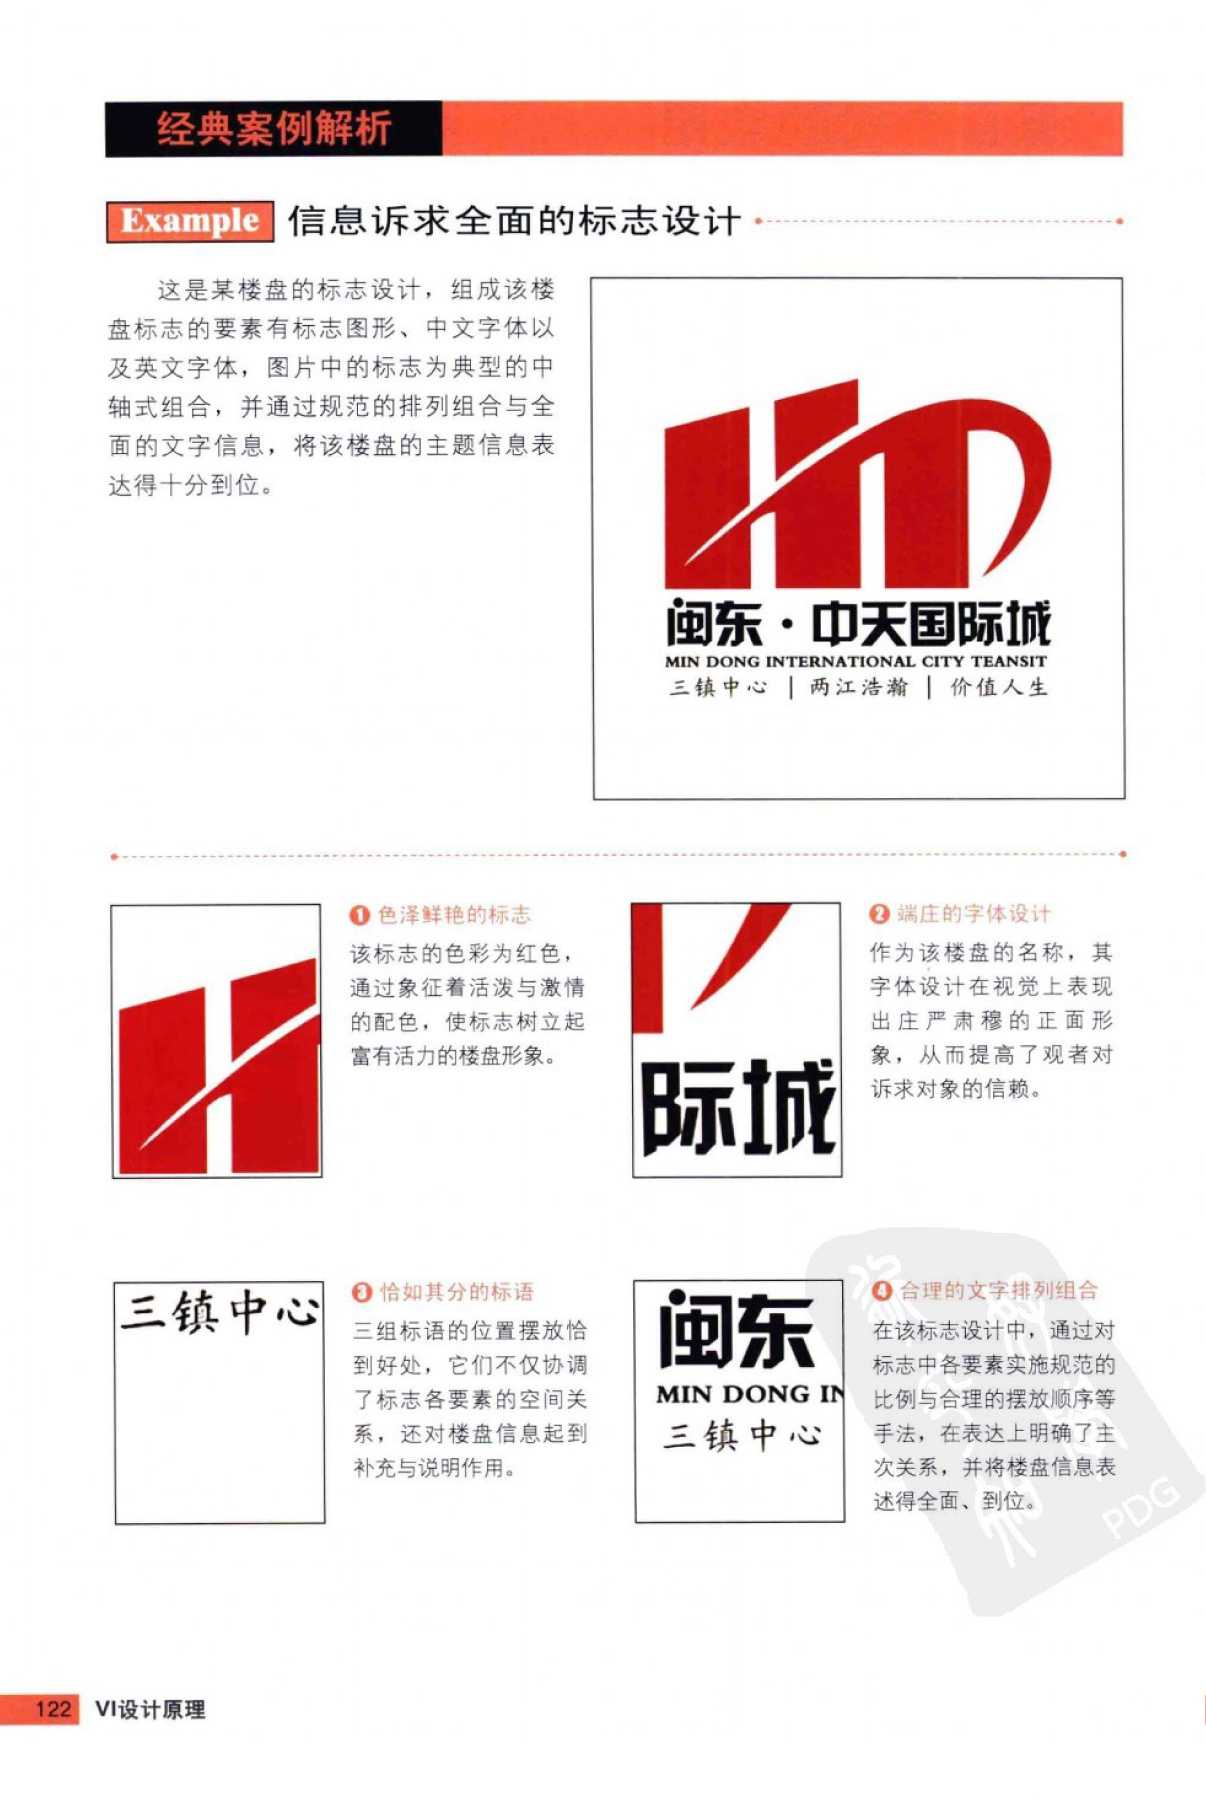 经典案例解析
Example 信息诉求全面的标志设计
这是某楼盘的标志设计，组成该楼
盘标志的要素有标志图形、中文字体以
及英文字体，图片中的标志为典型的中
轴式组合，并通过规范的排列组合与全
面的文字信息，将该楼盘的主题信息表
达得十分到位。
闽东·中天国际城
MIN DONG INTERNATIONAL CITY TEANSIT
三镇中心 | 两江浩瀚 | 价值人生
❶ 色泽鲜艳的标志
该标志的色彩为红色，
通过象征着活泼与激情
的配色，使标志树立起
富有活力的楼盘形象。
际城
❷ 端庄的字体设计
作为该楼盘的名称，其
字体设计在视觉上表现
出庄严肃穆的正面形
象，从而提高了观者对
诉求对象的信赖。
三镇中心
❸ 恰如其分的标语
三组标语的位置摆放恰
到好处，它们不仅协调
了标志各要素的空间关
系，还对楼盘信息起到
补充与说明作用。
闽东
MIN DONG IN
三镇中心
❹ 合理的文字排列组合
在该标志设计中，通过对
标志中各要素实施规范的
比例与合理的摆放顺序等
手法，在表达上明确了主
次关系，并将楼盘信息表
述得全面、到位。
PDG
122 VI设计原理